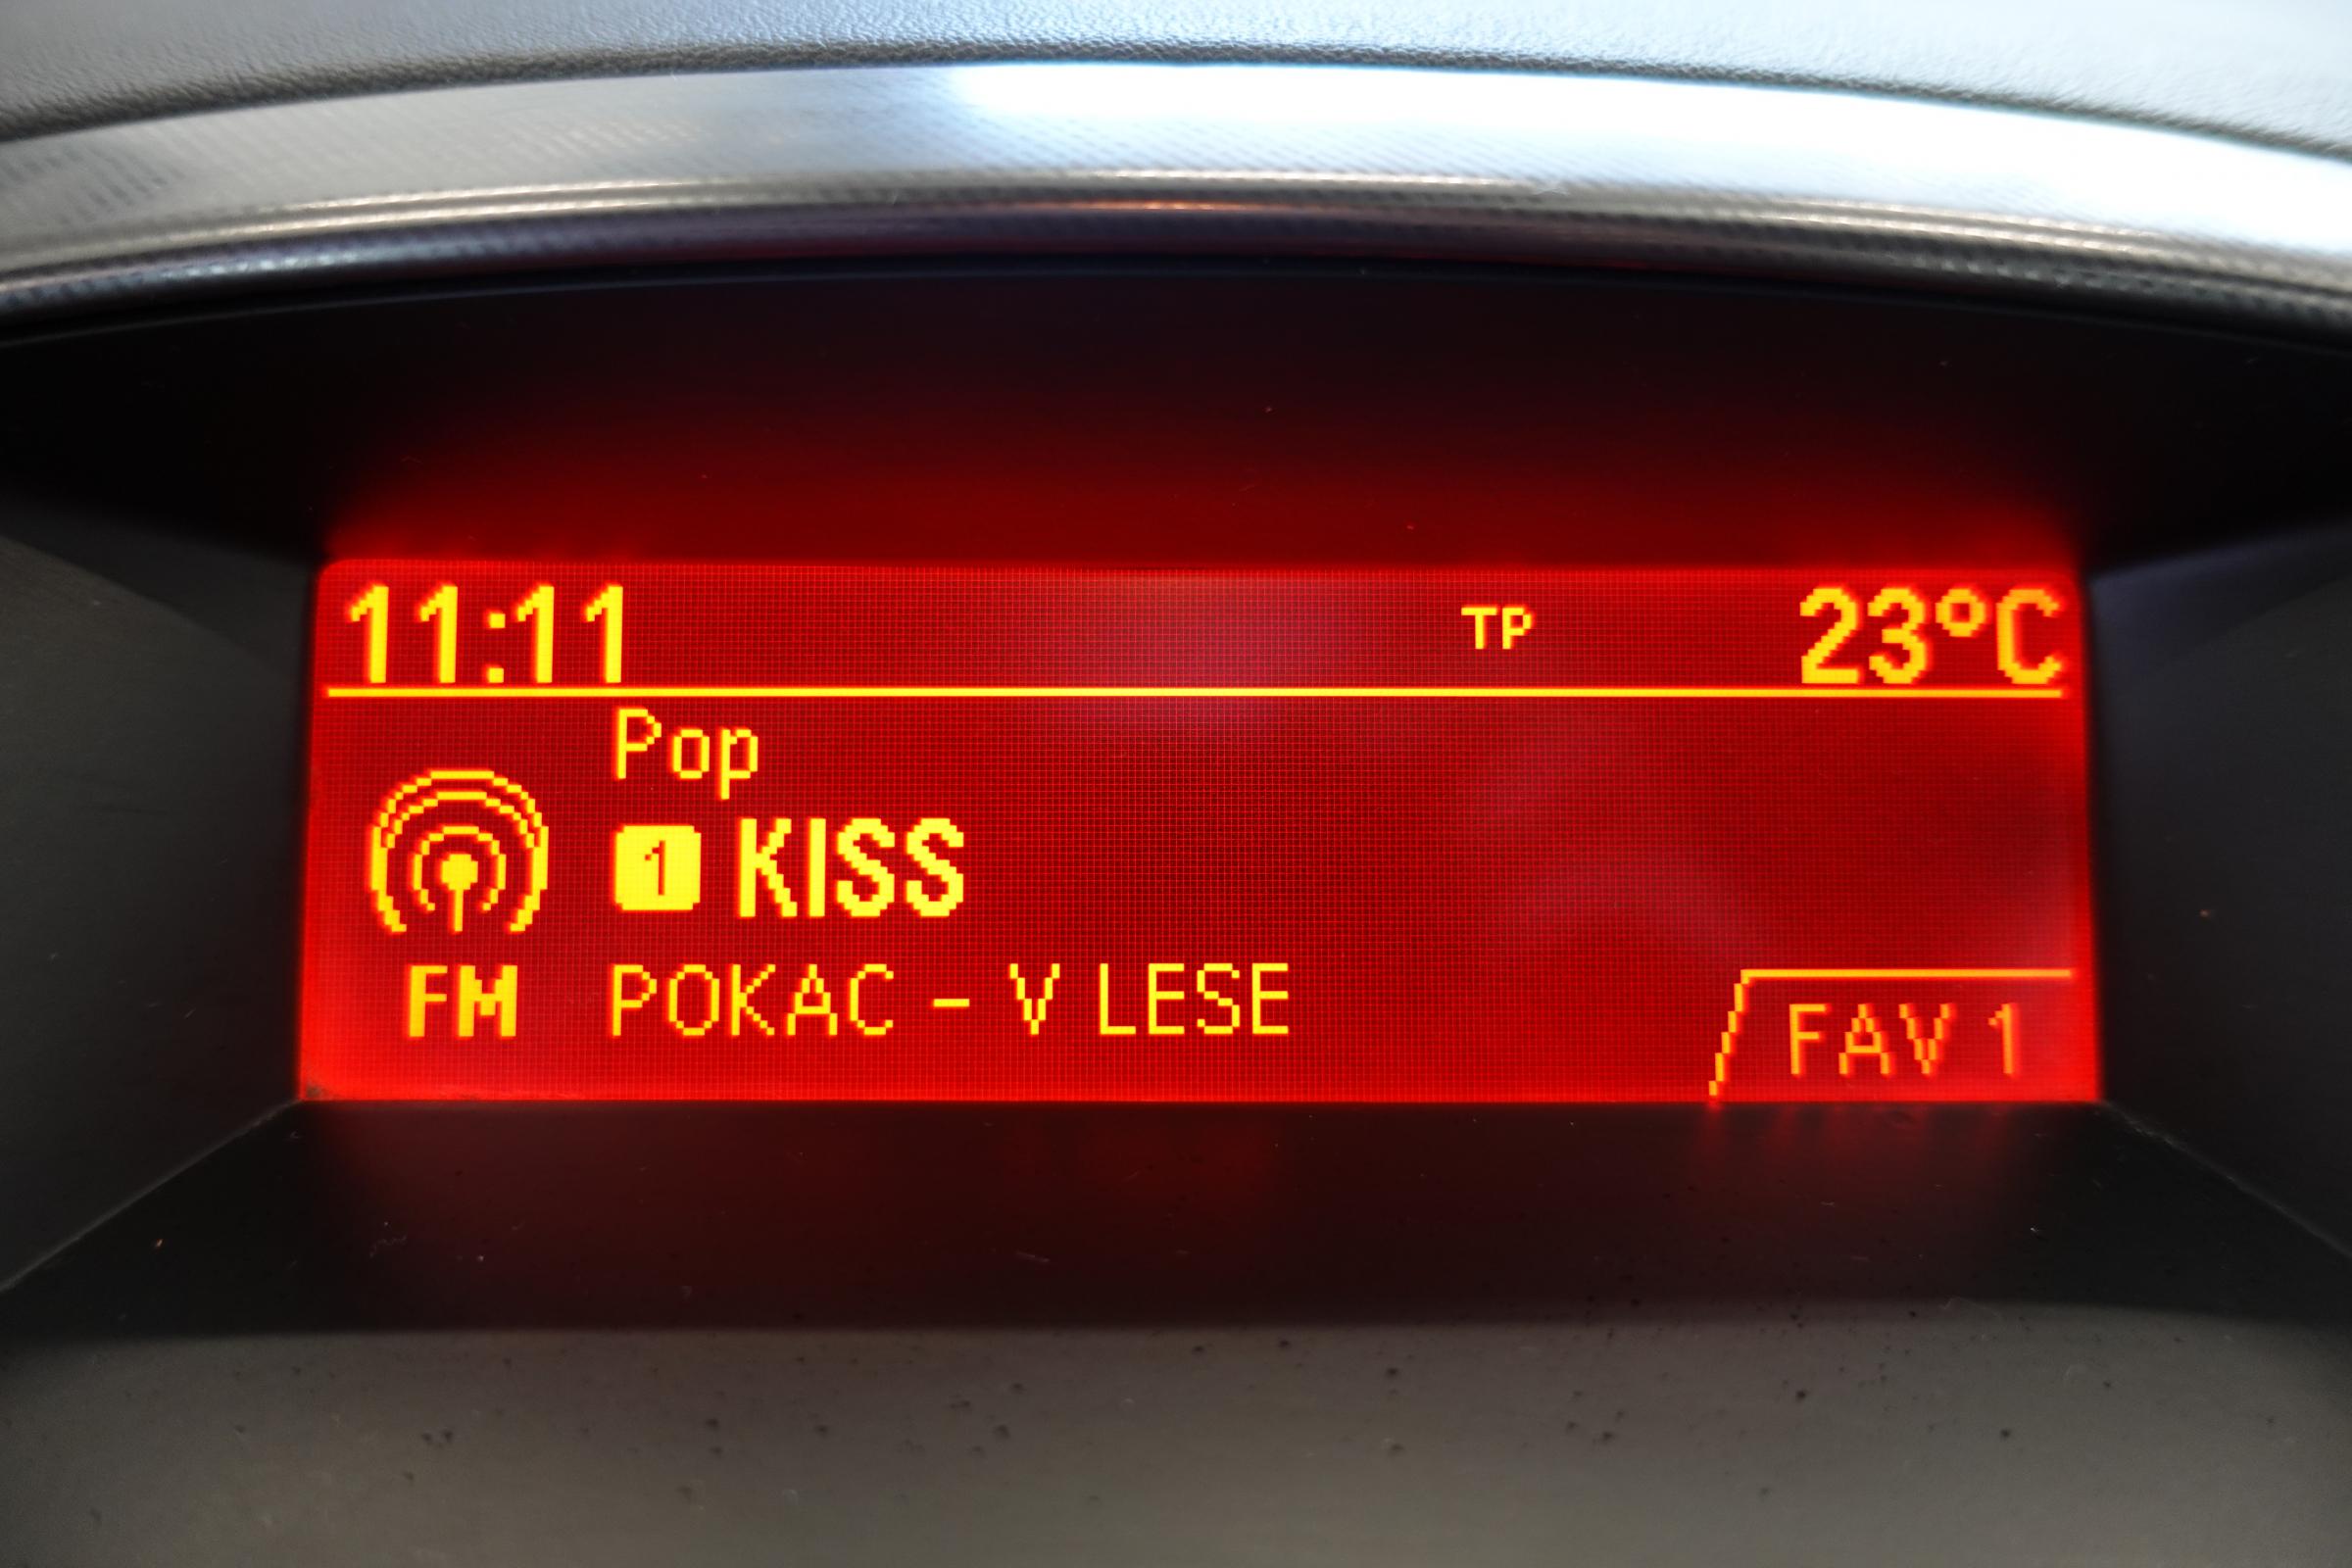 11:11 TP 23°C
Pop
1 KISS
FM POKAC - V LESE
FAV 1